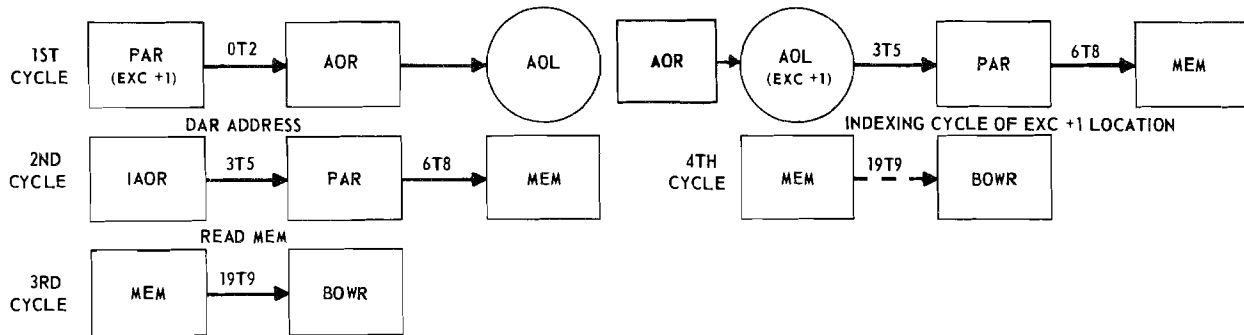 1ST
CYCLE
PAR
(EXC +1)
0T2
AOR
AOL
AOR
AOL
(EXC +1)
3T5
PAR
6T8
MEM
DAR ADDRESS
INDEXING CYCLE OF EXC +1 LOCATION
2ND
CYCLE
IAOR
3T5
PAR
6T8
MEM
4TH
CYCLE
MEM
19T9
BOWR
READ MEM
3RD
CYCLE
MEM
19T9
BOWR